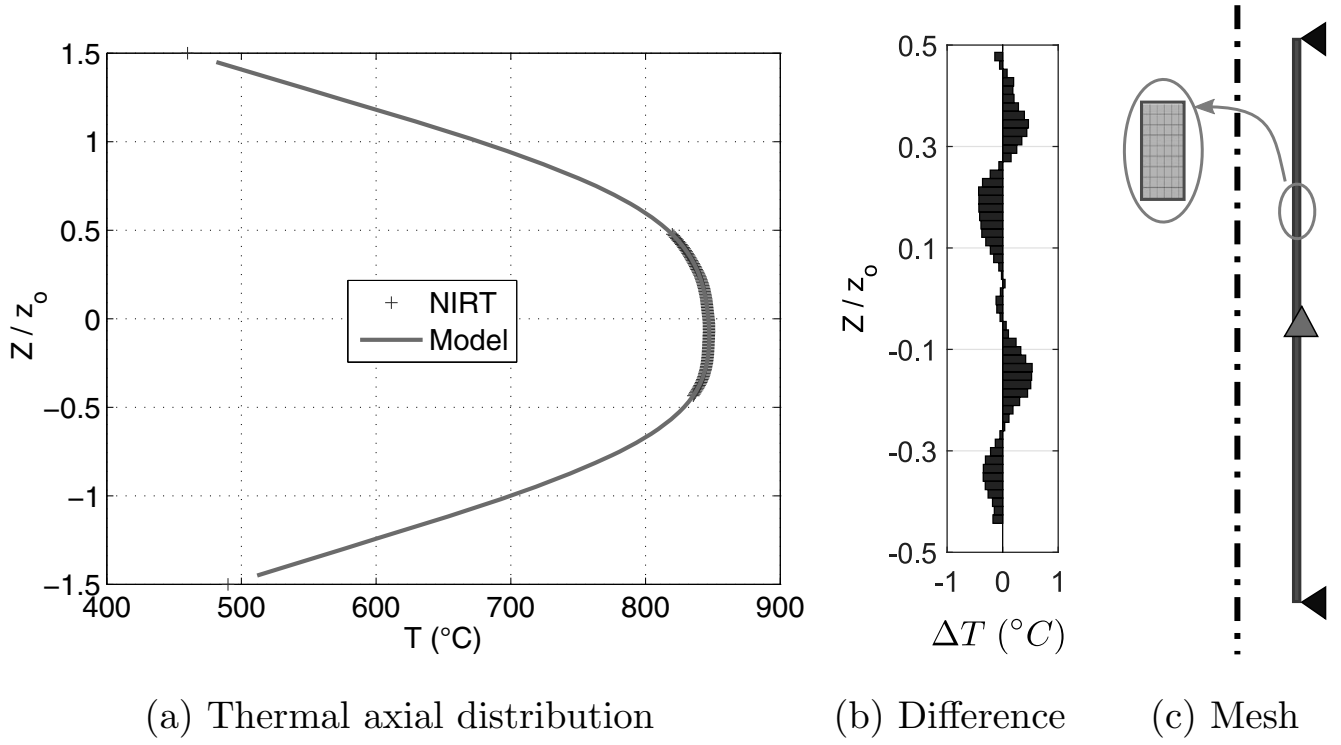 1.5
1
0.5
0
−0.5
−1
−1.5
Z / z_o
400 500 600 700 800 900
T (°C)
NIRT
Model
0.5
0.3
0.1
-0.1
-0.3
-0.5
Z / z_o
-1 0 1
ΔT (°C)
(a) Thermal axial distribution
(b) Difference
(c) Mesh